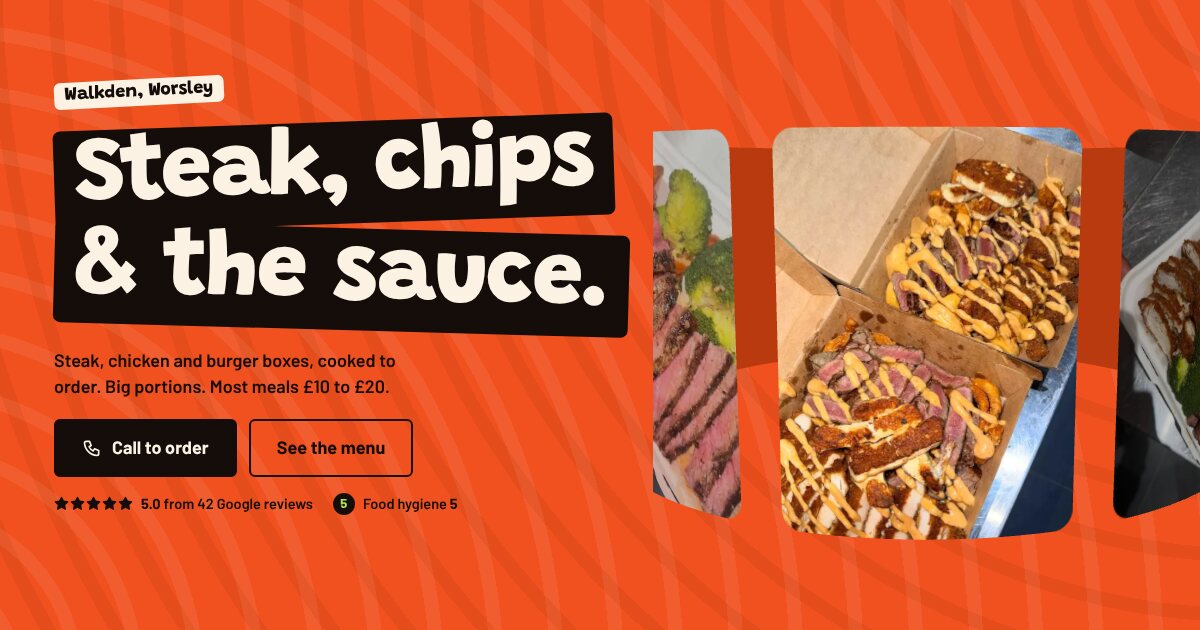 Walkden, Worsley
Steak, chips
& the sauce.
Steak, chicken and burger boxes, cooked to
order. Big portions. Most meals £10 to £20.
Call to order
See the menu
5.0 from 42 Google reviews
5
Food hygiene 5